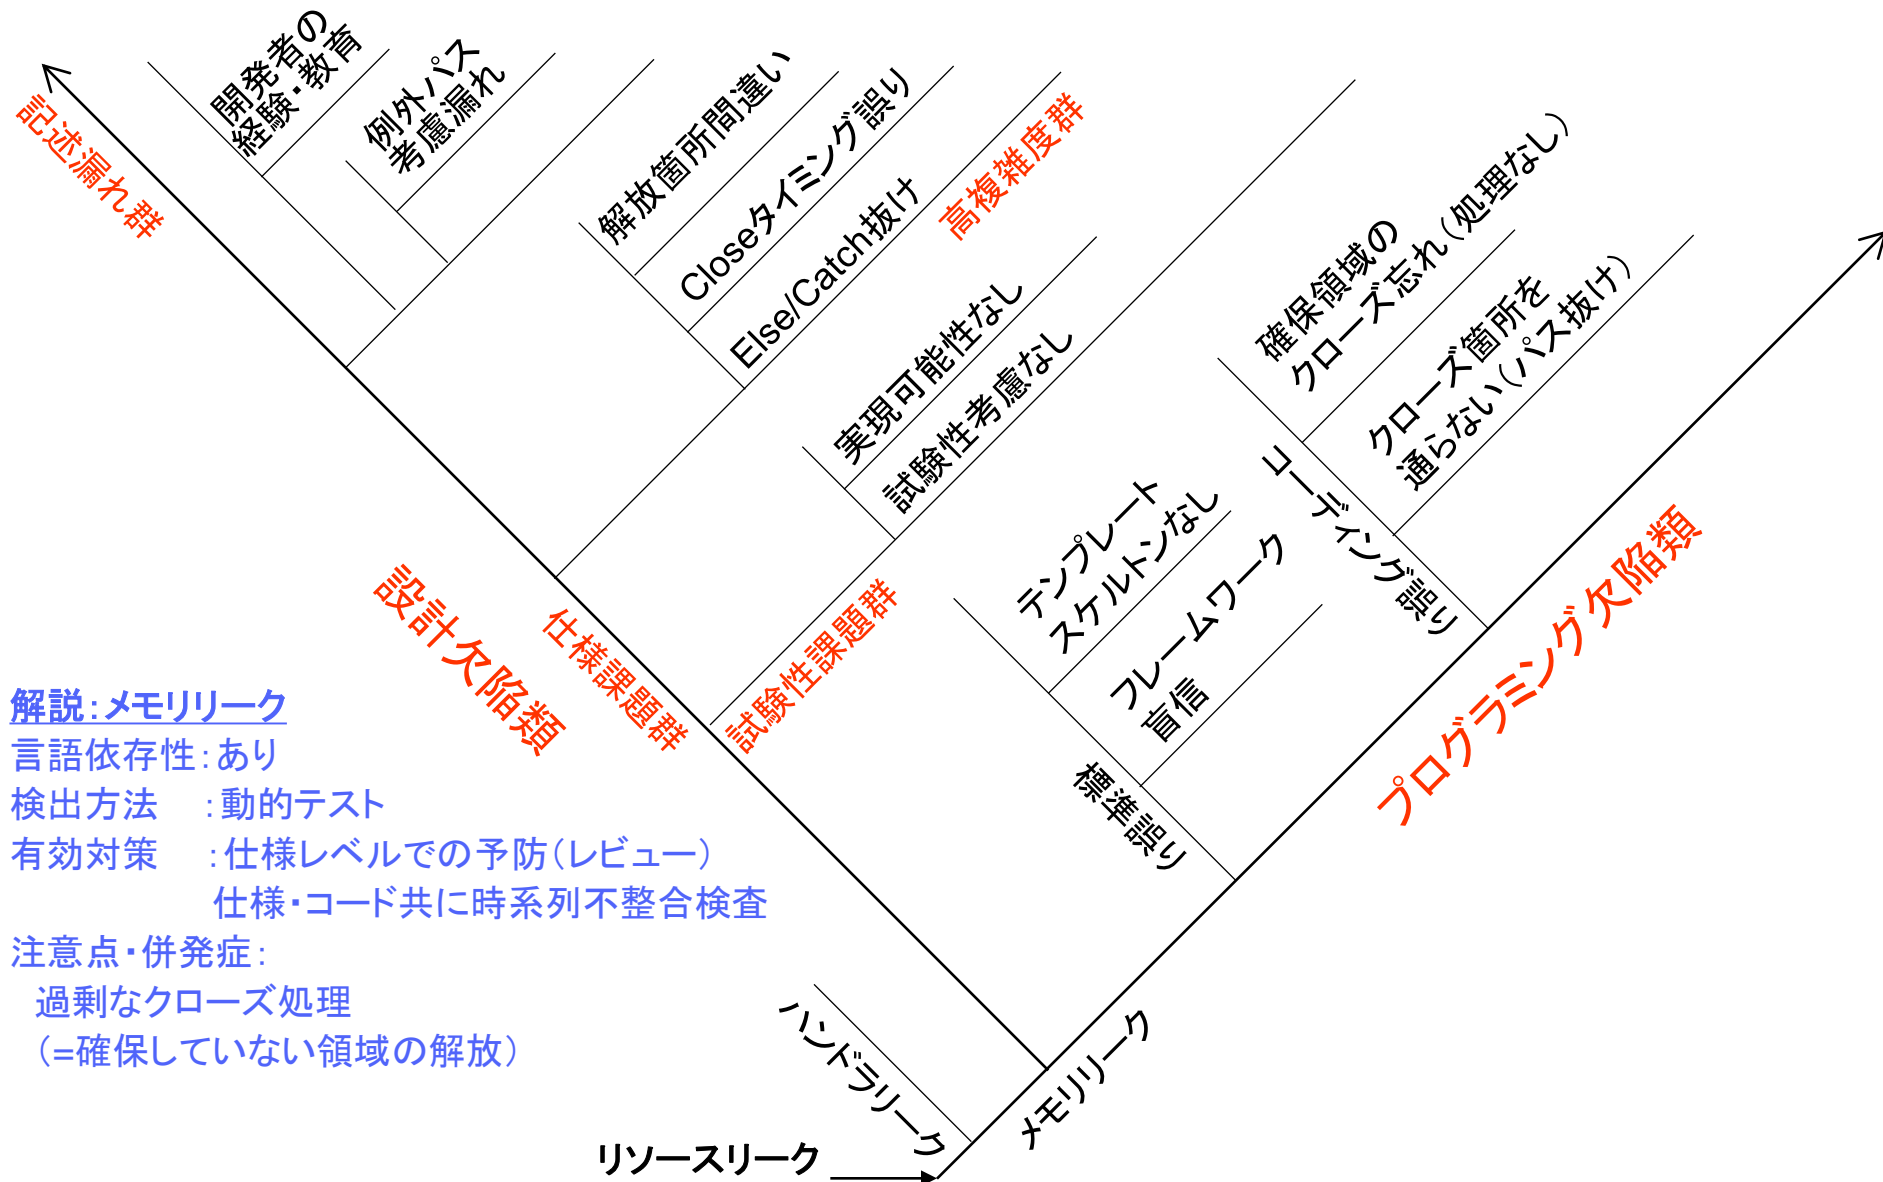 開発者の
経験・教育
例外パス
考慮漏れ
記述漏れ群
解放箇所間違い
Closeタイミング誤り
Else/Catch抜け
高複雑度群
実現可能性なし
試験性考慮なし
確保領域の
クローズ忘れ（処理なし）
クローズ箇所を
通らない（パス抜け）
コーディング誤り
テンプレート
スケルトンなし
フレームワーク
盲信
標準誤り
設計欠陥類
仕様課題群
試験性課題群
プログラミング欠陥類
解説：メモリリーク
言語依存性：あり
検出方法　：動的テスト
有効対策　：仕様レベルでの予防（レビュー）
仕様・コード共に時系列不整合検査
注意点・併発症：
過剰なクローズ処理
（=確保していない領域の解放）
ハンドラリーク
メモリリーク
リソースリーク